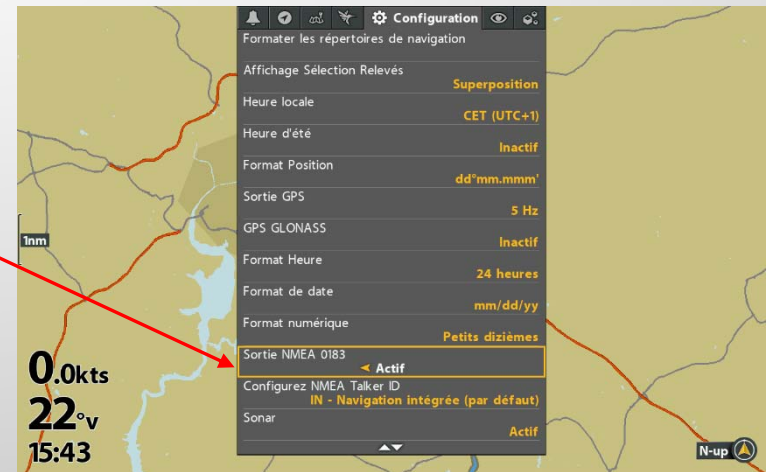 Configuration
Formater les répertoires de navigation
Affichage Sélection Relevés
Superposition
Heure locale
CET (UTC+1)
Heure d'été
Inactif
Format Position
dd°mm.mmm'
Sortie GPS
5 Hz
GPS GLONASS
Inactif
Format Heure
24 heures
Format de date
mm/dd/yy
Format numérique
Petits dizièmes
Sortie NMEA 0183
Actif
Configurez NMEA Talker ID
IN - Navigation intégrée (par défaut)
Sonar
Actif
1nm
0.0kts
22°v
15:43
N-up